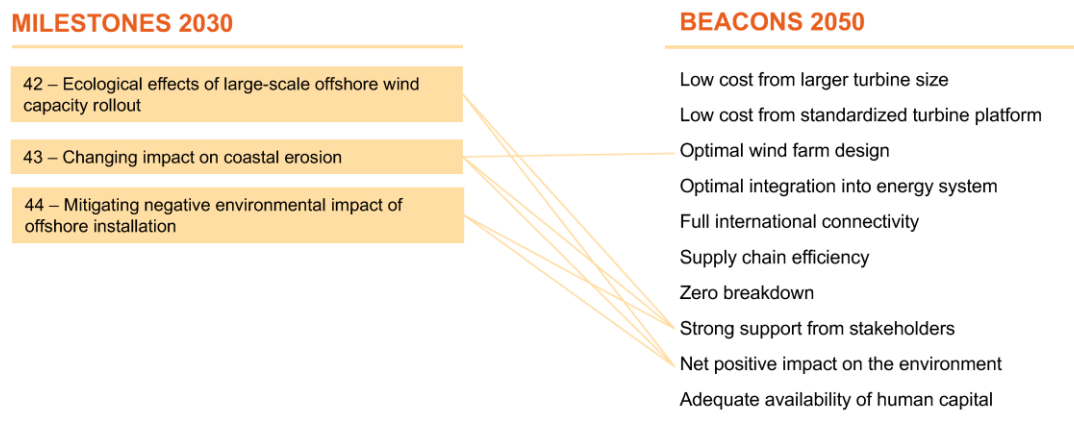 MILESTONES 2030
42 – Ecological effects of large-scale offshore wind
capacity rollout
43 – Changing impact on coastal erosion
44 – Mitigating negative environmental impact of
offshore installation
BEACONS 2050
Low cost from larger turbine size
Low cost from standardized turbine platform
Optimal wind farm design
Optimal integration into energy system
Full international connectivity
Supply chain efficiency
Zero breakdown
Strong support from stakeholders
Net positive impact on the environment
Adequate availability of human capital